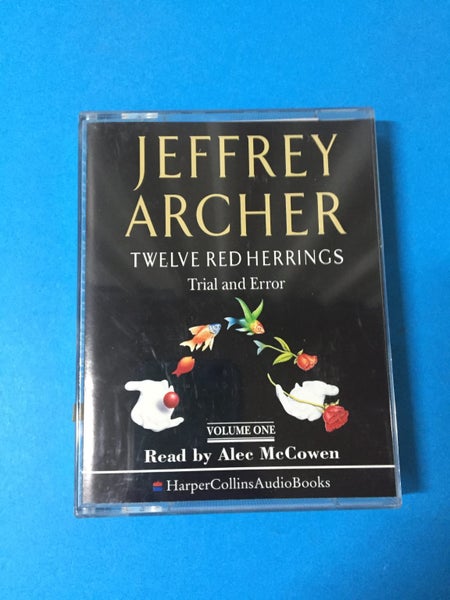 JEFFREY
ARCHER
TWELVE RED HERRINGS
Trial and Error
VOLUME ONE
Read by Alec McCowen
HarperCollinsAudioBooks